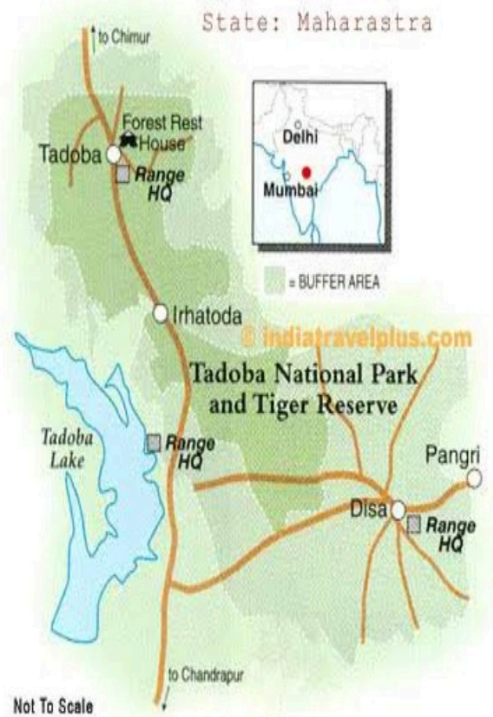 State: Maharastra
to Chimur
Forest Rest
House
Tadoba
Range
HQ
Delhi
Mumbai
= BUFFER AREA
Irhatoda
© indiatravelplus.com
Tadoba National Park
and Tiger Reserve
Tadoba
Lake
Range
HQ
Pangri
Disa
Range
HQ
to Chandrapur
Not To Scale